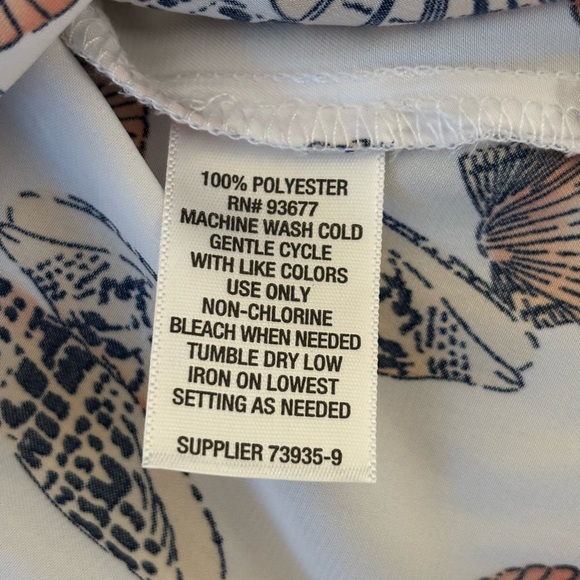 100% POLYESTER
RN# 93677
MACHINE WASH COLD
GENTLE CYCLE
WITH LIKE COLORS
USE ONLY
NON-CHLORINE
BLEACH WHEN NEEDED
TUMBLE DRY LOW
IRON ON LOWEST
SETTING AS NEEDED
SUPPLIER 73935-9